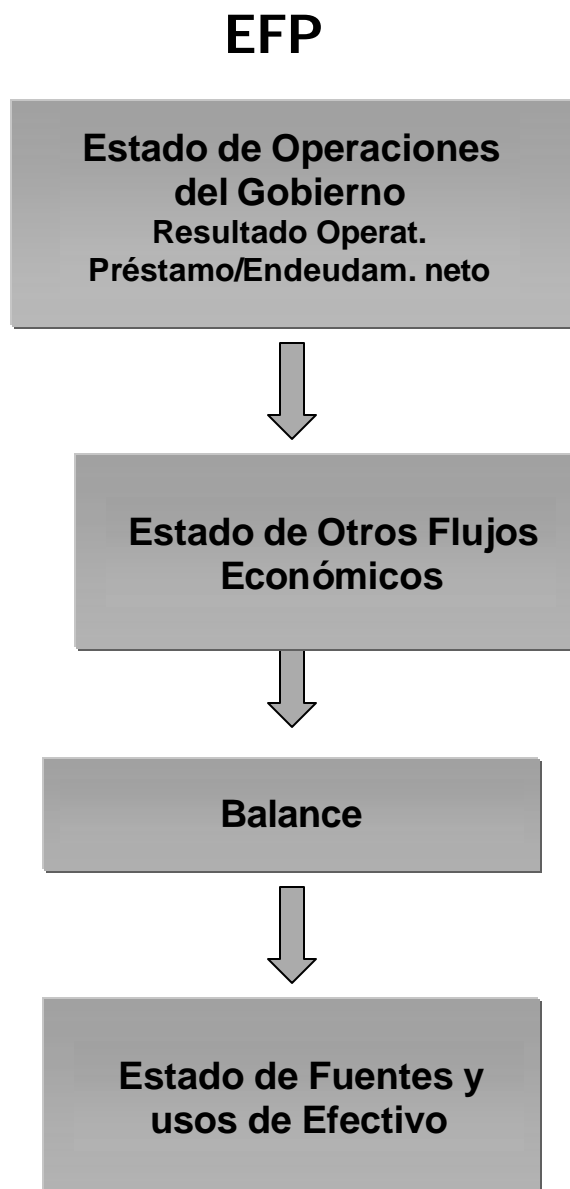 EFP
Estado de Operaciones
del Gobierno
Resultado Operat.
Préstamo/Endeudam. neto
Estado de Otros Flujos
Económicos
Balance
Estado de Fuentes y
usos de Efectivo